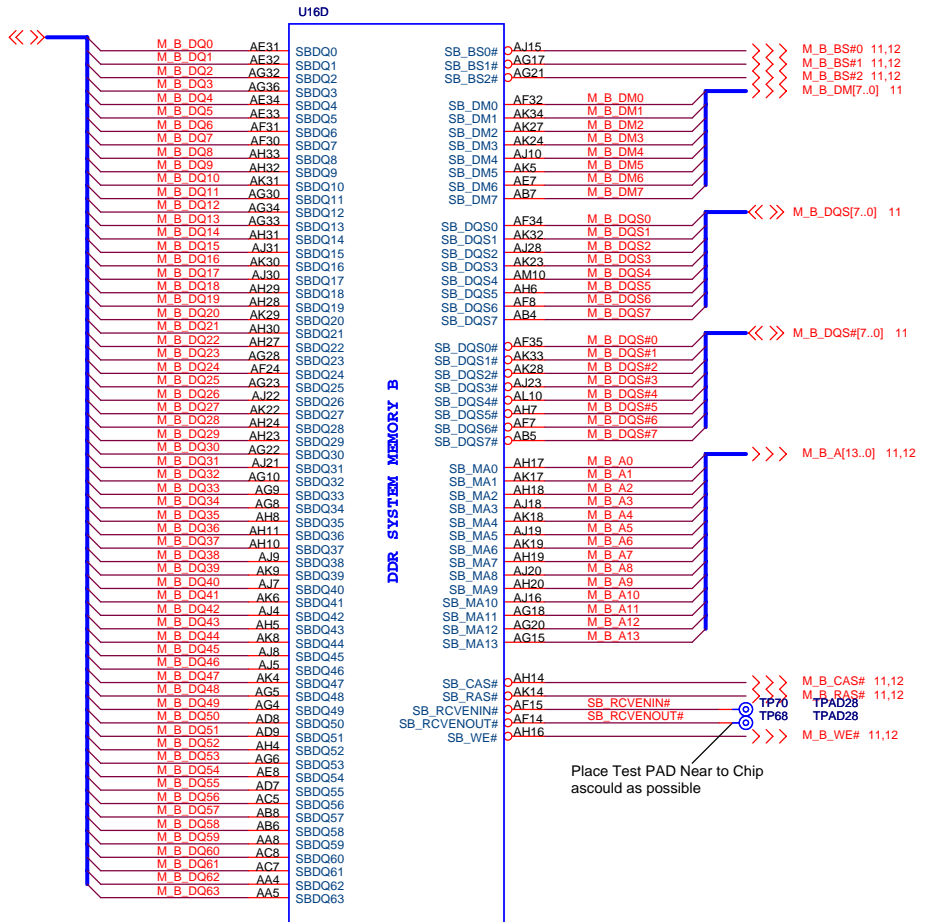 U16D
M_B_DQ0 AE31 SBDQ0
M_B_DQ1 AE32 SBDQ1
M_B_DQ2 AG32 SBDQ2
M_B_DQ3 AG36 SBDQ3
M_B_DQ4 AE34 SBDQ4
M_B_DQ5 AE33 SBDQ5
M_B_DQ6 AF31 SBDQ6
M_B_DQ7 AF30 SBDQ7
M_B_DQ8 AH33 SBDQ8
M_B_DQ9 AH32 SBDQ9
M_B_DQ10 AK31 SBDQ10
M_B_DQ11 AG30 SBDQ11
M_B_DQ12 AG34 SBDQ12
M_B_DQ13 AG33 SBDQ13
M_B_DQ14 AH31 SBDQ14
M_B_DQ15 AJ31 SBDQ15
M_B_DQ16 AK30 SBDQ16
M_B_DQ17 AJ30 SBDQ17
M_B_DQ18 AH29 SBDQ18
M_B_DQ19 AH28 SBDQ19
M_B_DQ20 AK29 SBDQ20
M_B_DQ21 AH30 SBDQ21
M_B_DQ22 AH27 SBDQ22
M_B_DQ23 AG28 SBDQ23
M_B_DQ24 AF24 SBDQ24
M_B_DQ25 AG23 SBDQ25
M_B_DQ26 AJ22 SBDQ26
M_B_DQ27 AK22 SBDQ27
M_B_DQ28 AH24 SBDQ28
M_B_DQ29 AH23 SBDQ29
M_B_DQ30 AG22 SBDQ30
M_B_DQ31 AJ21 SBDQ31
M_B_DQ32 AG10 SBDQ32
M_B_DQ33 AG9 SBDQ33
M_B_DQ34 AG8 SBDQ34
M_B_DQ35 AH8 SBDQ35
M_B_DQ36 AH11 SBDQ36
M_B_DQ37 AH10 SBDQ37
M_B_DQ38 AJ9 SBDQ38
M_B_DQ39 AK9 SBDQ39
M_B_DQ40 AJ7 SBDQ40
M_B_DQ41 AK6 SBDQ41
M_B_DQ42 AJ4 SBDQ42
M_B_DQ43 AH5 SBDQ43
M_B_DQ44 AK8 SBDQ44
M_B_DQ45 AJ8 SBDQ45
M_B_DQ46 AJ5 SBDQ46
M_B_DQ47 AK4 SBDQ47
M_B_DQ48 AG5 SBDQ48
M_B_DQ49 AG4 SBDQ49
M_B_DQ50 AD8 SBDQ50
M_B_DQ51 AD9 SBDQ51
M_B_DQ52 AH4 SBDQ52
M_B_DQ53 AG6 SBDQ53
M_B_DQ54 AE8 SBDQ54
M_B_DQ55 AD7 SBDQ55
M_B_DQ56 AC5 SBDQ56
M_B_DQ57 AB8 SBDQ57
M_B_DQ58 AB6 SBDQ58
M_B_DQ59 AA8 SBDQ59
M_B_DQ60 AC8 SBDQ60
M_B_DQ61 AC7 SBDQ61
M_B_DQ62 AA4 SBDQ62
M_B_DQ63 AA5 SBDQ63
DDR SYSTEM MEMORY B
SB_BS0# AJ15 M_B_BS#0 11,12
SB_BS1# AG17 M_B_BS#1 11,12
SB_BS2# AG21 M_B_BS#2 11,12
M_B_DM[7..0] 11
SB_DM0 AF32 M_B_DM0
SB_DM1 AK34 M_B_DM1
SB_DM2 AK27 M_B_DM2
SB_DM3 AK24 M_B_DM3
SB_DM4 AJ10 M_B_DM4
SB_DM5 AK5 M_B_DM5
SB_DM6 AE7 M_B_DM6
SB_DM7 AB7 M_B_DM7
M_B_DQS[7..0] 11
SB_DQS0 AF34 M_B_DQS0
SB_DQS1 AK32 M_B_DQS1
SB_DQS2 AJ28 M_B_DQS2
SB_DQS3 AK23 M_B_DQS3
SB_DQS4 AM10 M_B_DQS4
SB_DQS5 AH6 M_B_DQS5
SB_DQS6 AF8 M_B_DQS6
SB_DQS7 AB4 M_B_DQS7
M_B_DQS#[7..0] 11
SB_DQS0# AF35 M_B_DQS#0
SB_DQS1# AK33 M_B_DQS#1
SB_DQS2# AK28 M_B_DQS#2
SB_DQS3# AJ23 M_B_DQS#3
SB_DQS4# AL10 M_B_DQS#4
SB_DQS5# AH7 M_B_DQS#5
SB_DQS6# AF7 M_B_DQS#6
SB_DQS7# AB5 M_B_DQS#7
M_B_A[13..0] 11,12
SB_MA0 AH17 M_B_A0
SB_MA1 AK17 M_B_A1
SB_MA2 AH18 M_B_A2
SB_MA3 AJ18 M_B_A3
SB_MA4 AK18 M_B_A4
SB_MA5 AJ19 M_B_A5
SB_MA6 AK19 M_B_A6
SB_MA7 AH19 M_B_A7
SB_MA8 AJ20 M_B_A8
SB_MA9 AH20 M_B_A9
SB_MA10 AJ16 M_B_A10
SB_MA11 AG18 M_B_A11
SB_MA12 AG20 M_B_A12
SB_MA13 AG15 M_B_A13
SB_CAS# AH14 M_B_CAS# 11,12
SB_RAS# AK14 M_B_RAS# 11,12
SB_RCVENIN# AF15 SB_RCVENIN# TP70 TPAD28
SB_RCVENOUT# AF14 SB_RCVENOUT# TP68 TPAD28
SB_WE# AH16 M_B_WE# 11,12
Place Test PAD Near to Chip
ascould as possible